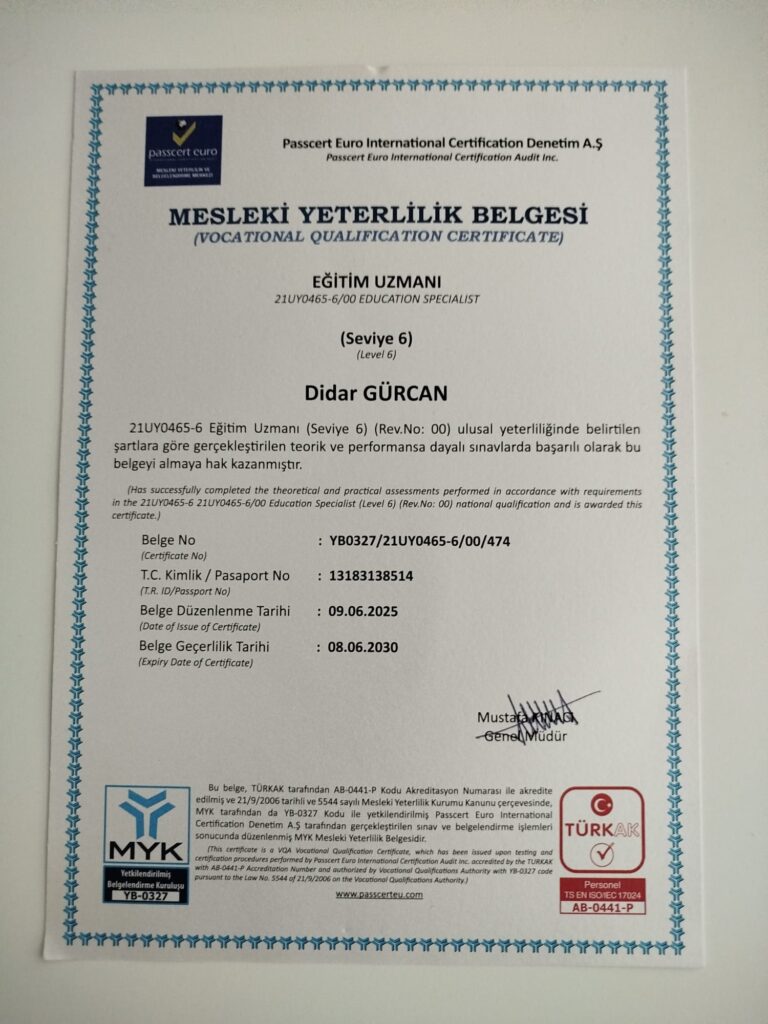 passcert euro
MESLEKİ YETERLİLİK VE
BELGELENDİRME MERKEZİ
Passcert Euro International Certification Denetim A.Ş
Passcert Euro International Certification Audit Inc.
MESLEKİ YETERLİLİK BELGESİ
(VOCATIONAL QUALIFICATION CERTIFICATE)
EĞİTİM UZMANI
21UY0465-6/00 EDUCATION SPECIALIST
(Seviye 6)
(Level 6)
Didar GÜRCAN
21UY0465-6 Eğitim Uzmanı (Seviye 6) (Rev.No: 00) ulusal yeterliliğinde belirtilen
şartlara göre gerçekleştirilen teorik ve performansa dayalı sınavlarda başarılı olarak bu
belgeyi almaya hak kazanmıştır.
(Has successfully completed the theoretical and practical assessments performed in accordance with requirements
in the 21UY0465-6 21UY0465-6/00 Education Specialist (Level 6) (Rev.No: 00) national qualification and is awarded this
certificate.)
Belge No : YB0327/21UY0465-6/00/474
(Certificate No)
T.C. Kimlik / Pasaport No : 13183138514
(T.R. ID/Passport No)
Belge Düzenlenme Tarihi : 09.06.2025
(Date of Issue of Certificate)
Belge Geçerlilik Tarihi : 08.06.2030
(Expiry Date of Certificate)
Mustafa
Genel Müdür
Bu belge, TÜRKAK tarafından AB-0441-P Kodu Akreditasyon Numarası ile akredite
edilmiş ve 21/9/2006 tarihli ve 5544 sayılı Mesleki Yeterlilik Kurumu Kanunu çerçevesinde,
MYK tarafından da YB-0327 Kodu ile yetkilendirilmiş Passcert Euro International
Certification Denetim A.Ş tarafından gerçekleştirilen sınav ve belgelendirme işlemleri
sonucunda düzenlenmiş MYK Mesleki Yeterlilik Belgesidir.
(This certificate is a VQA Vocational Qualification Certificate, which has been issued upon testing and
certification procedures performed by Passcert Euro International Certification Audit Inc. accredited by the TURKAK
with AB-0441-P Accreditation Number and authorized by Vocational Qualifications Authority with YB-0327 code
pursuant to the Law No. 5544 of 21/9/2006 on the Vocational Qualifications Authority.)
www.passcerteu.com
MYK
Yetkilendirilmiş
Belgelendirme Kuruluşu
YB-0327
TÜRKAK
Personel
TS EN ISO/IEC 17024
AB-0441-P